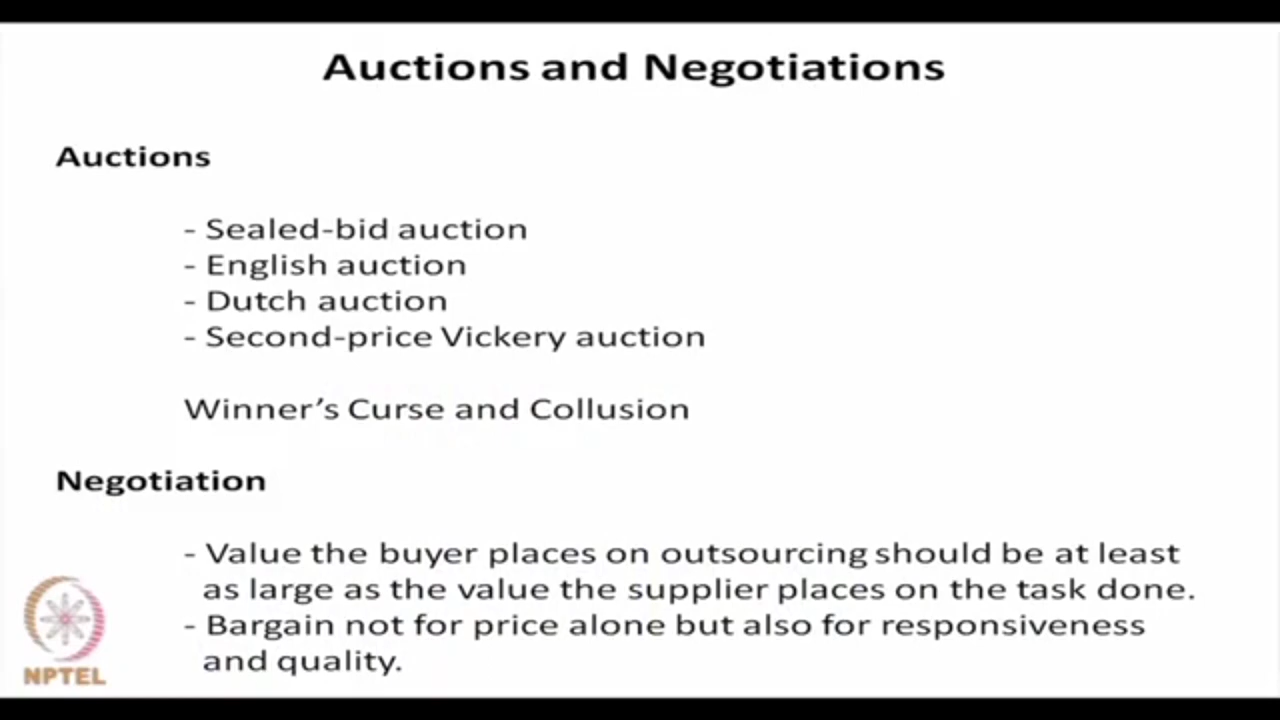 Auctions and Negotiations
Auctions
- Sealed-bid auction
- English auction
- Dutch auction
- Second-price Vickery auction
Winner’s Curse and Collusion
Negotiation
- Value the buyer places on outsourcing should be at least
as large as the value the supplier places on the task done.
- Bargain not for price alone but also for responsiveness
and quality.
NPTEL